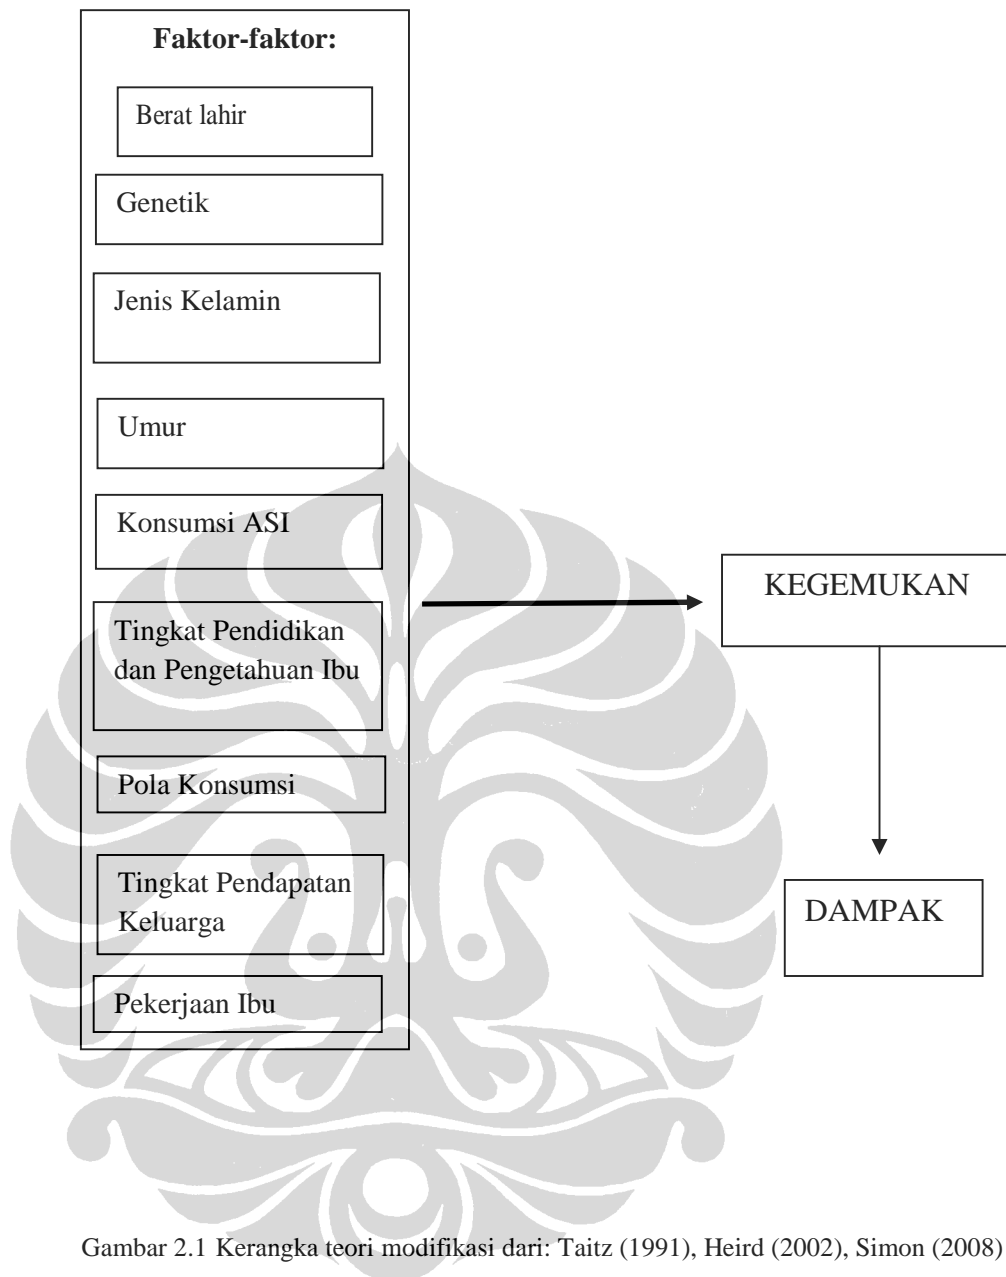 Faktor-faktor:
Berat lahir
Genetik
Jenis Kelamin
Umur
Konsumsi ASI
Tingkat Pendidikan
dan Pengetahuan Ibu
Pola Konsumsi
Tingkat Pendapatan
Keluarga
Pekerjaan Ibu
KEGEMUKAN
DAMPAK
Gambar 2.1 Kerangka teori modifikasi dari: Taitz (1991), Heird (2002), Simon (2008)